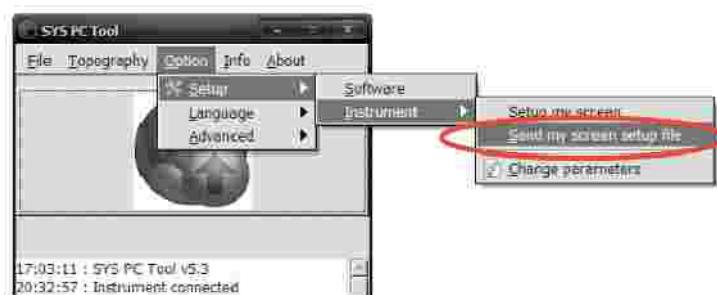 SYS PC Tool
File Topography Option Info About
Setup
Language
Advanced
Software
Instrument
Setup my screen
Send my screen setup file
Change parameters
17:03:11 : SYS PC Tool v5.3
20:32:57 : Instrument connected